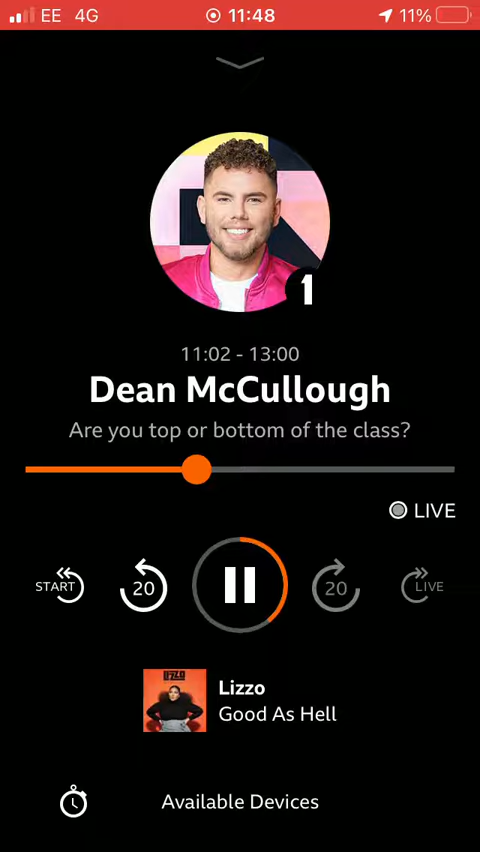 EE 4G 11:48 11%
1
11:02 - 13:00
Dean McCullough
Are you top or bottom of the class?
LIVE
START 20 20 LIVE
LIZZO
Lizzo
Good As Hell
Available Devices